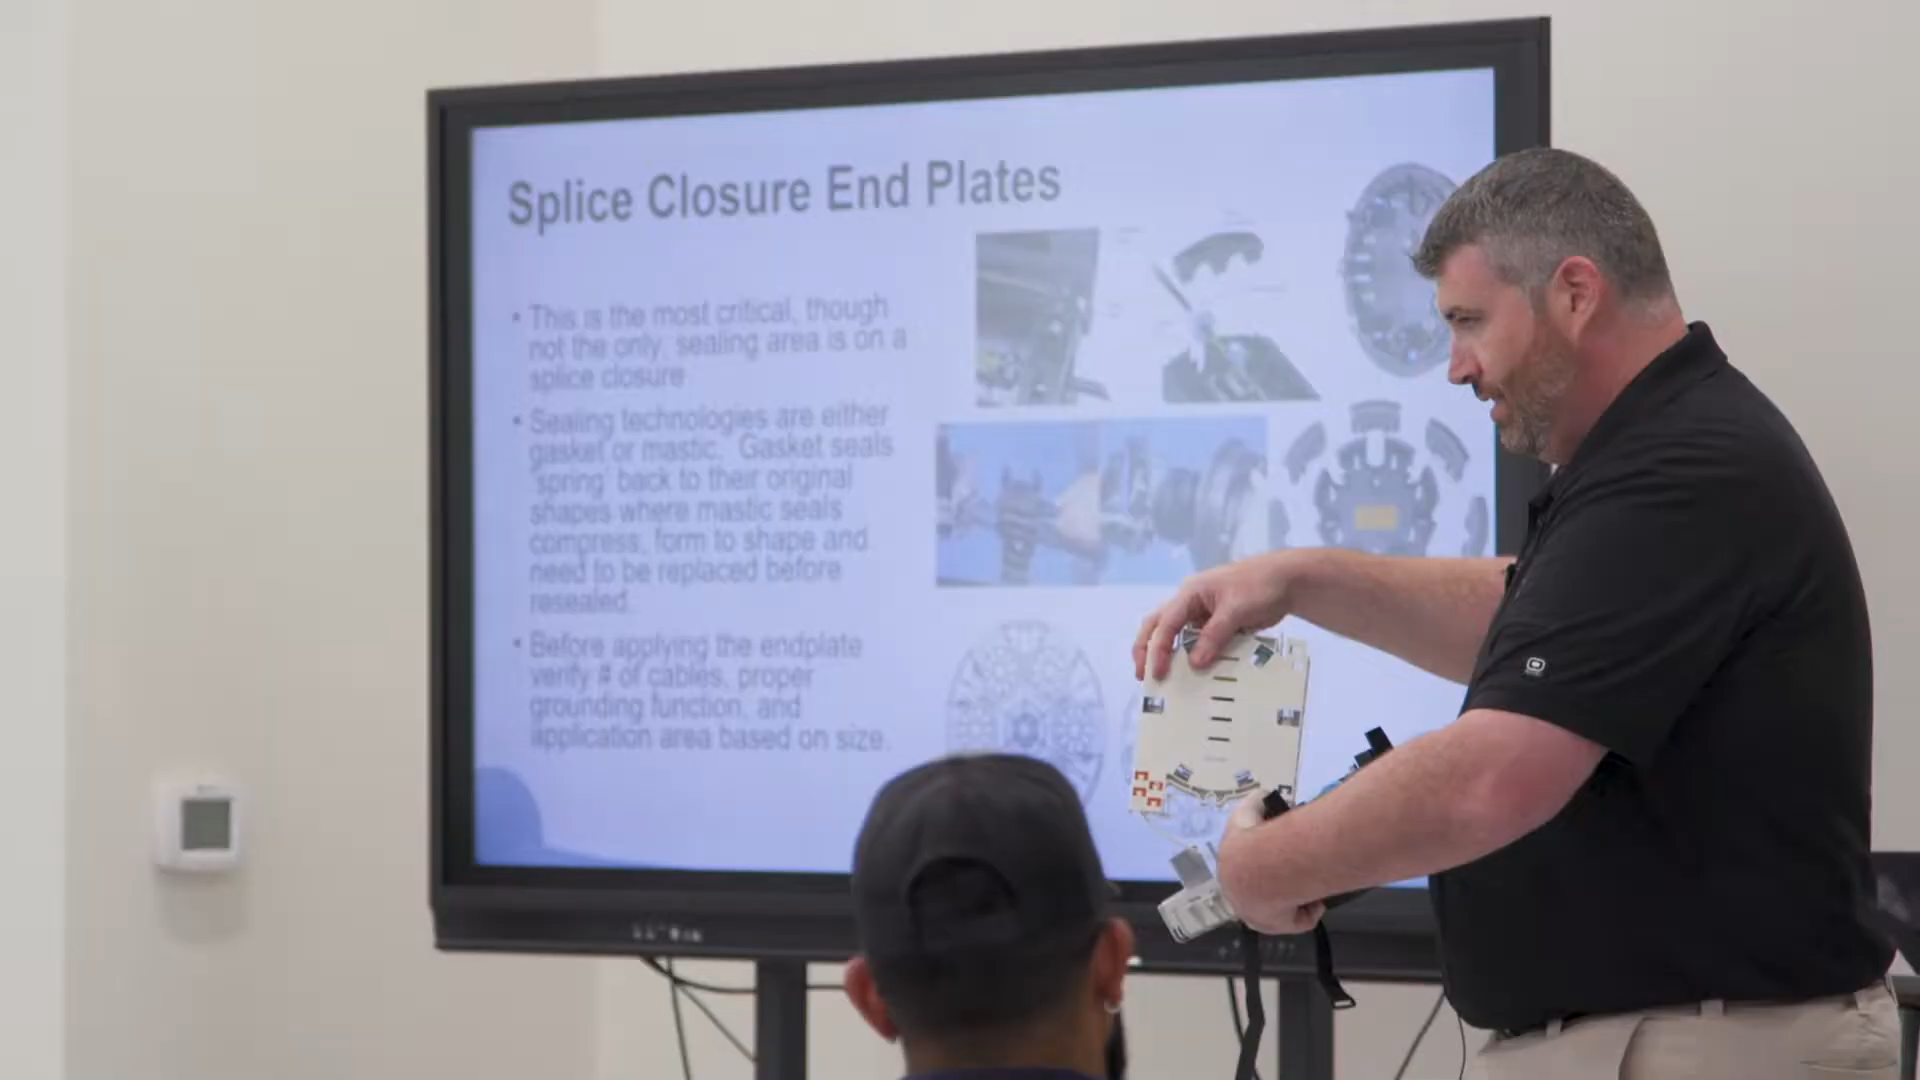 Splice Closure End Plates
• This is the most critical, though
not the only, sealing area is on a
splice closure
• Sealing technologies are either
gasket or mastic. Gasket seals
'spring' back to their original
shapes where mastic seals
compress, form to shape and
need to be replaced before
resealed.
• Before applying the endplate
verify # of cables, proper
grounding function, and
application area based on size.